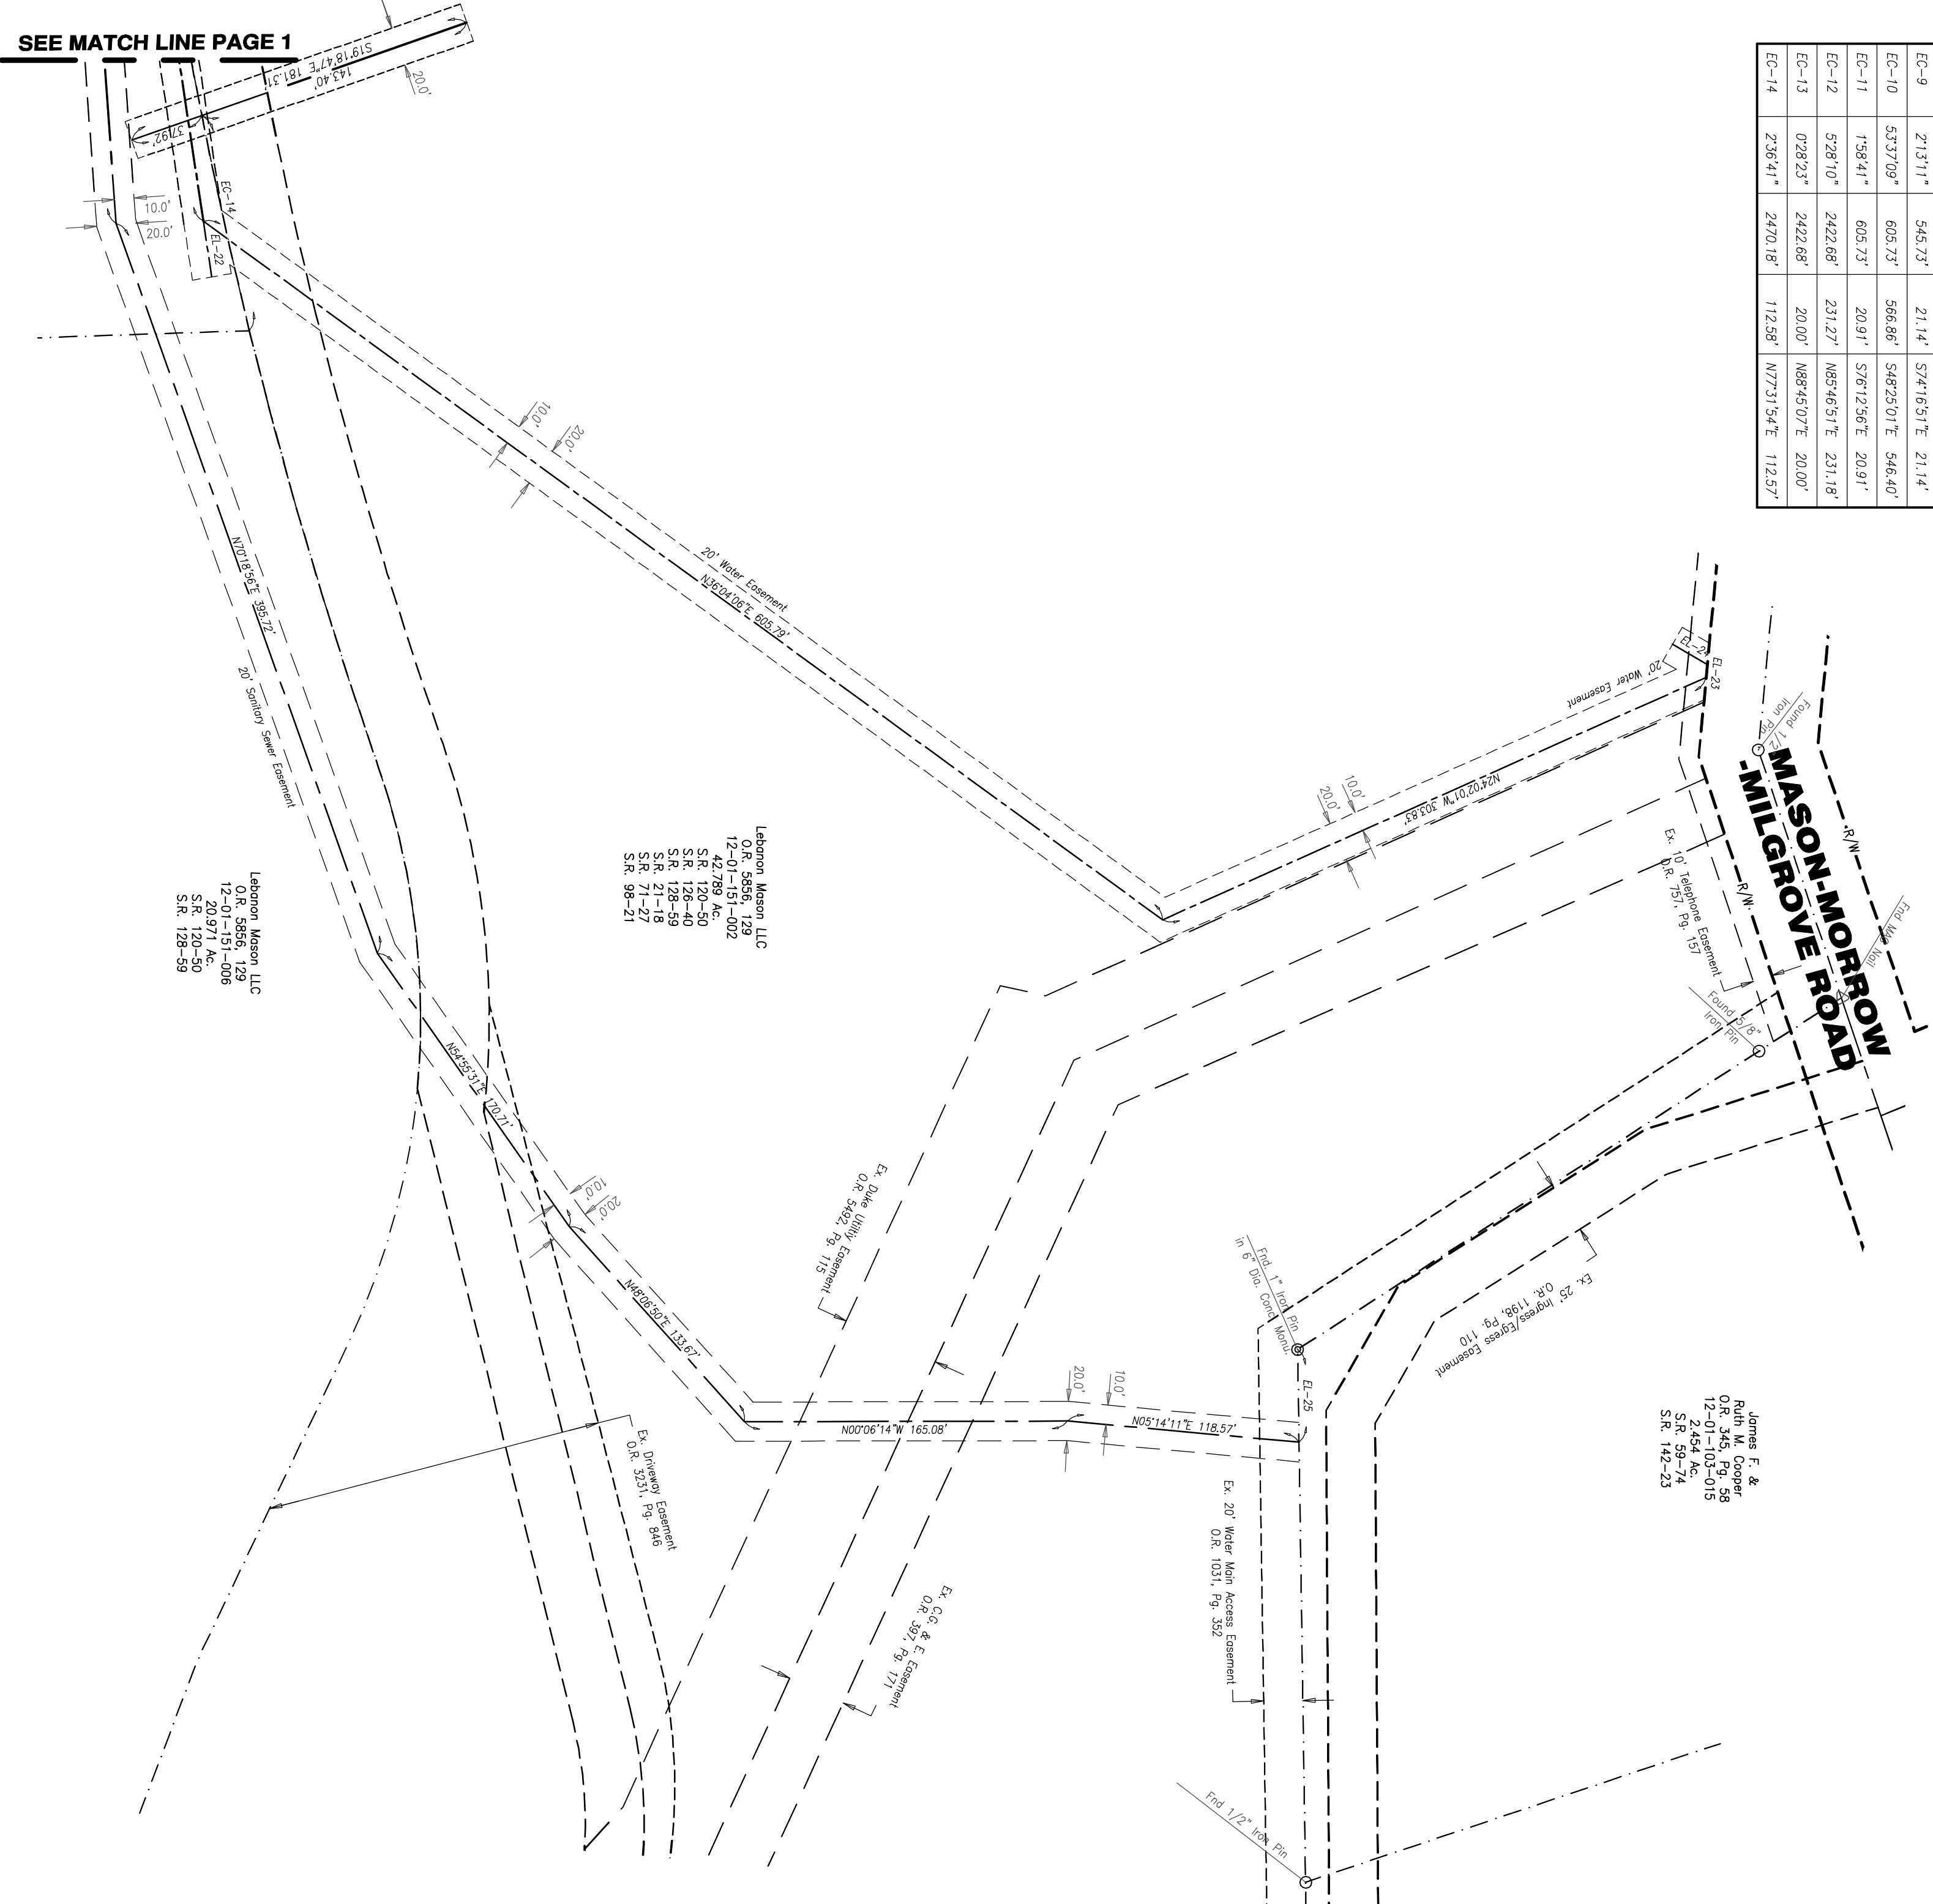 SEE MATCH LINE PAGE 1
S19°18'47"E 181.31'
143.40'
37.92'
20.0'
EC-9 2°13'11" 545.73' 21.14' S74°16'51"E 21.14'
EC-10 53°37'09" 605.73' 566.86' S48°25'01"E 546.40'
EC-11 1°58'41" 605.73' 20.91' S76°12'56"E 20.91'
EC-12 5°28'10" 2422.68' 231.27' N85°46'51"E 231.18'
EC-13 0°28'23" 2422.68' 20.00' N88°45'07"E 20.00'
EC-14 2°36'41" 2470.18' 112.58' N77°31'54"E 112.57'
EC-14
EL-22
10.0'
20.0'
10.0'
20.0'
20' Water Easement
N36°04'06"E 605.79'
N70°18'56"E 395.72'
20' Sanitary Sewer Easement
EL-24
EL-23
20' Water Easement
N24°02'01"W 303.83'
10.0'
20.0'
Found 1/2"
Iron Pin
MASON-MORROW
-MILGROVE ROAD
R/W
R/W
Ex. 10' Telephone Easement
O.R. 757, Pg. 157
Fnd MAG Nail
Found 5/8"
Iron Pin
Lebanon Mason LLC
O.R. 5856, 129
12-01-151-002
42.789 Ac.
S.R. 120-50
S.R. 126-40
S.R. 128-59
S.R. 21-18
S.R. 71-27
S.R. 98-21
Lebanon Mason LLC
O.R. 5856, 129
12-01-151-006
20.971 Ac.
S.R. 120-50
S.R. 128-59
N54°55'31"E 170.71'
10.0'
20.0'
N48°06'50"E 133.67'
Ex. Duke Utiltiy Easement
O.R. 5492, Pg. 115
Fnd. 1" Iron Pin
in 6" Dia. Conc. Monu.
Ex. 25' Ingress/Egress Easement
O.R. 1198, Pg. 110
EL-25
20.0'
10.0'
N00°06'14"W 165.08'
N05°14'11"E 118.57'
James F. &
Ruth M. Cooper
O.R. 345, Pg. 58
12-01-103-015
2.454 Ac.
S.R. 59-74
S.R. 142-23
Ex. Driveway Easement
O.R. 3231, Pg. 846
Ex. 20' Water Main Access Easement
O.R. 1031, Pg. 352
Ex. C.G. & E. Easement
O.R. 397, Pg. 171
Fnd 1/2" Iron Pin